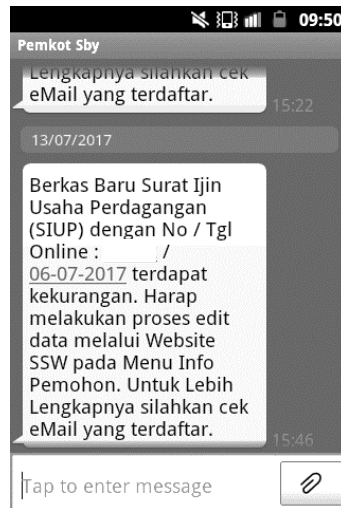 09:50
Pemkot Sby
Lengkapnya silahkan cek
eMail yang terdaftar.
15:22
13/07/2017
Berkas Baru Surat Ijin
Usaha Perdagangan
(SIUP) dengan No / Tgl
Online : /
06-07-2017 terdapat
kekurangan. Harap
melakukan proses edit
data melalui Website
SSW pada Menu Info
Pemohon. Untuk Lebih
Lengkapnya silahkan cek
eMail yang terdaftar.
15:46
Tap to enter message